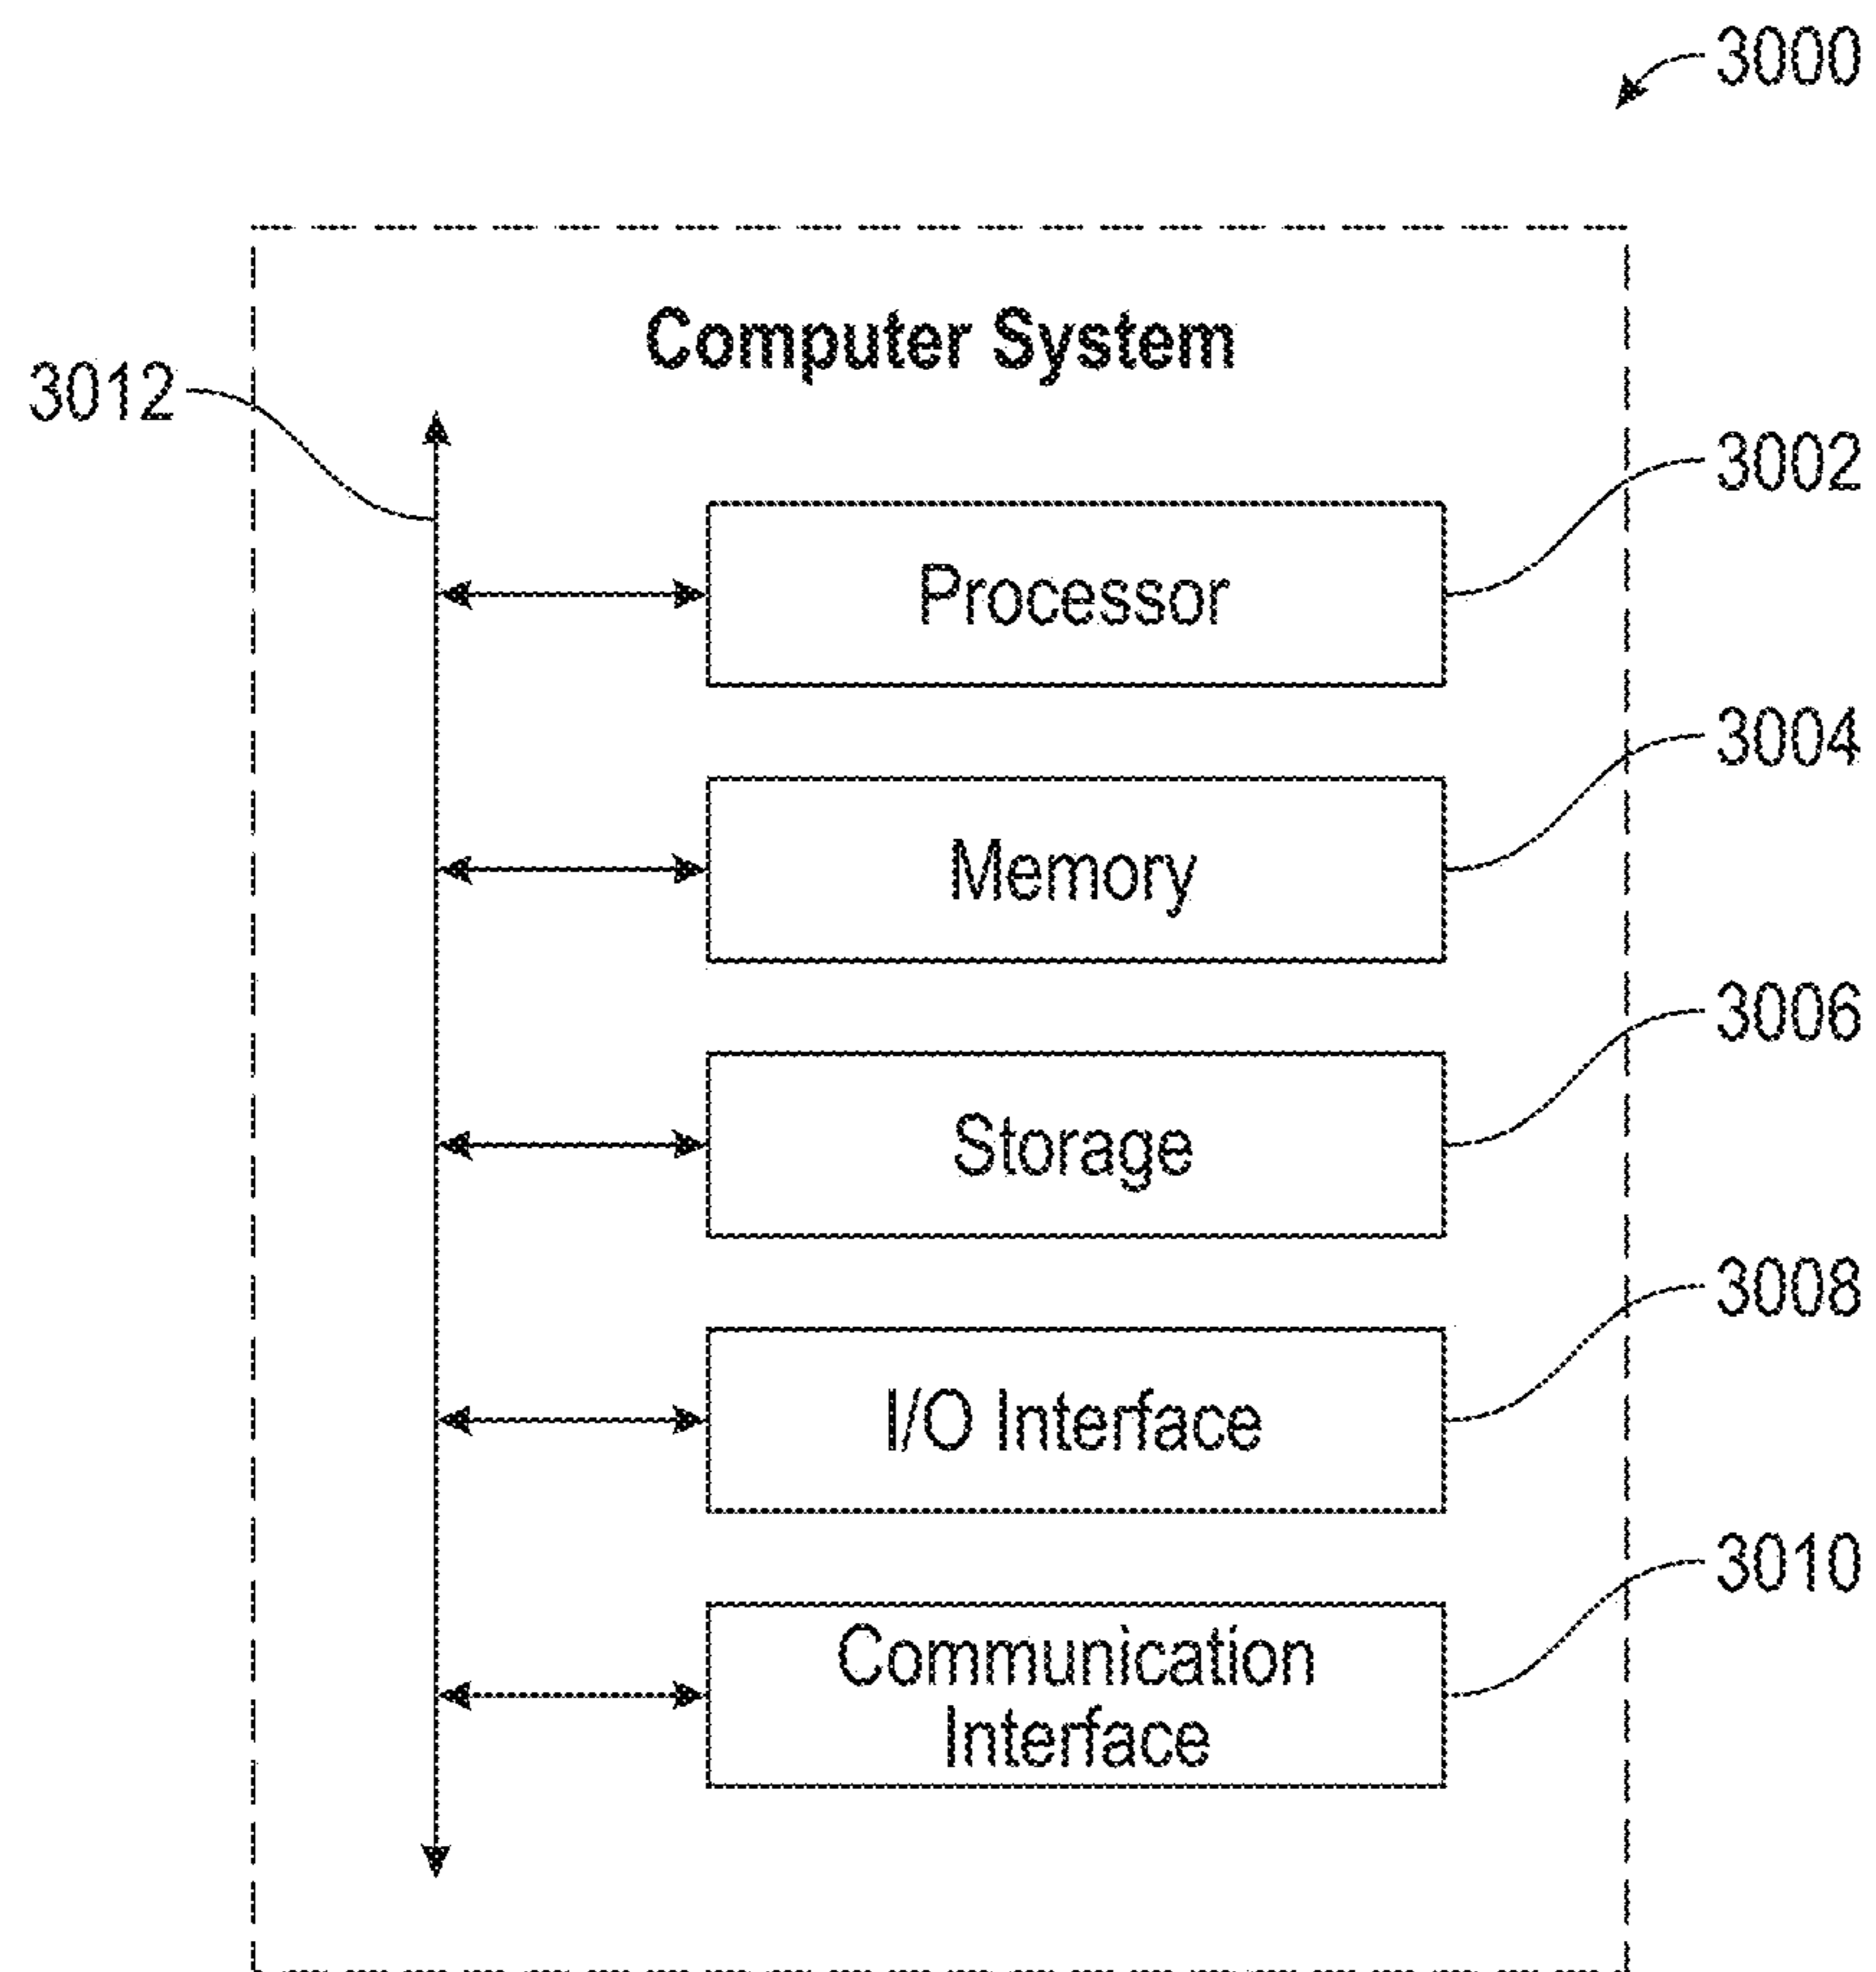 3000
Computer System
3012
3002
Processor
3004
Memory
3006
Storage
3008
I/O Interface
3010
Communication
Interface